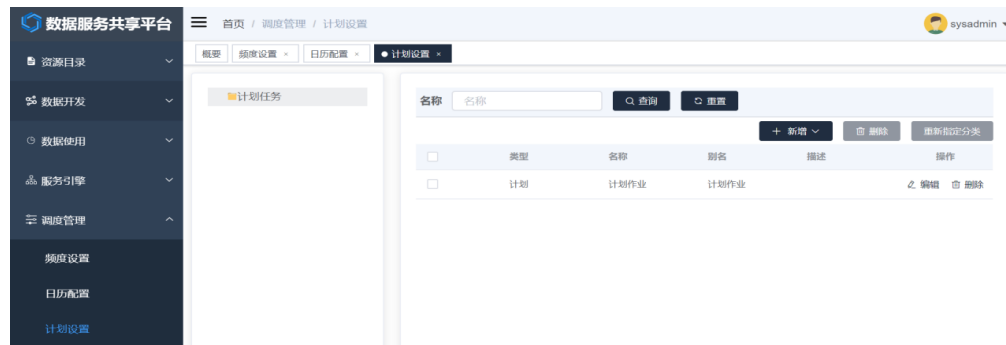 数据服务共享平台
首页 / 调度管理 / 计划设置
sysadmin
概要 频度设置 × 日历配置 × 计划设置 ×
资源目录
数据开发
数据使用
服务引擎
调度管理
频度设置
日历配置
计划设置
计划任务
名称 名称 查询 重置
+ 新增 删除 重新指定分类
类型 名称 别名 描述 操作
计划 计划作业 计划作业 编辑 删除